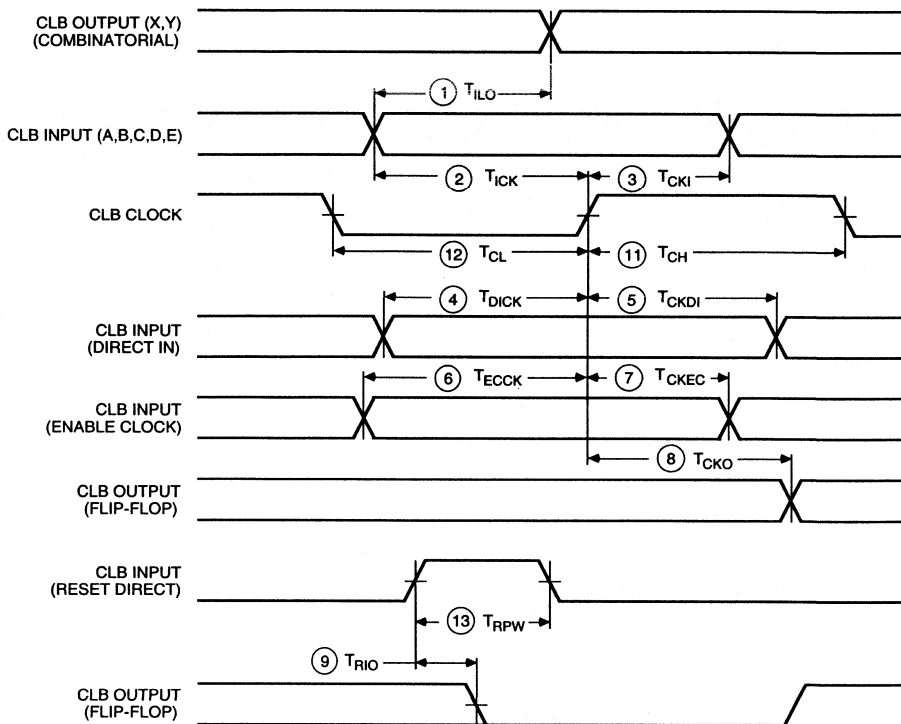 CLB OUTPUT (X,Y)
(COMBINATORIAL)
1 TILO
CLB INPUT (A,B,C,D,E)
2 TICK 3 TCKI
CLB CLOCK
12 TCL 11 TCH
4 TDICK 5 TCKDI
CLB INPUT
(DIRECT IN)
6 TECCK 7 TCKEC
CLB INPUT
(ENABLE CLOCK)
8 TCKO
CLB OUTPUT
(FLIP-FLOP)
CLB INPUT
(RESET DIRECT)
13 TRPW
9 TRIO
CLB OUTPUT
(FLIP-FLOP)